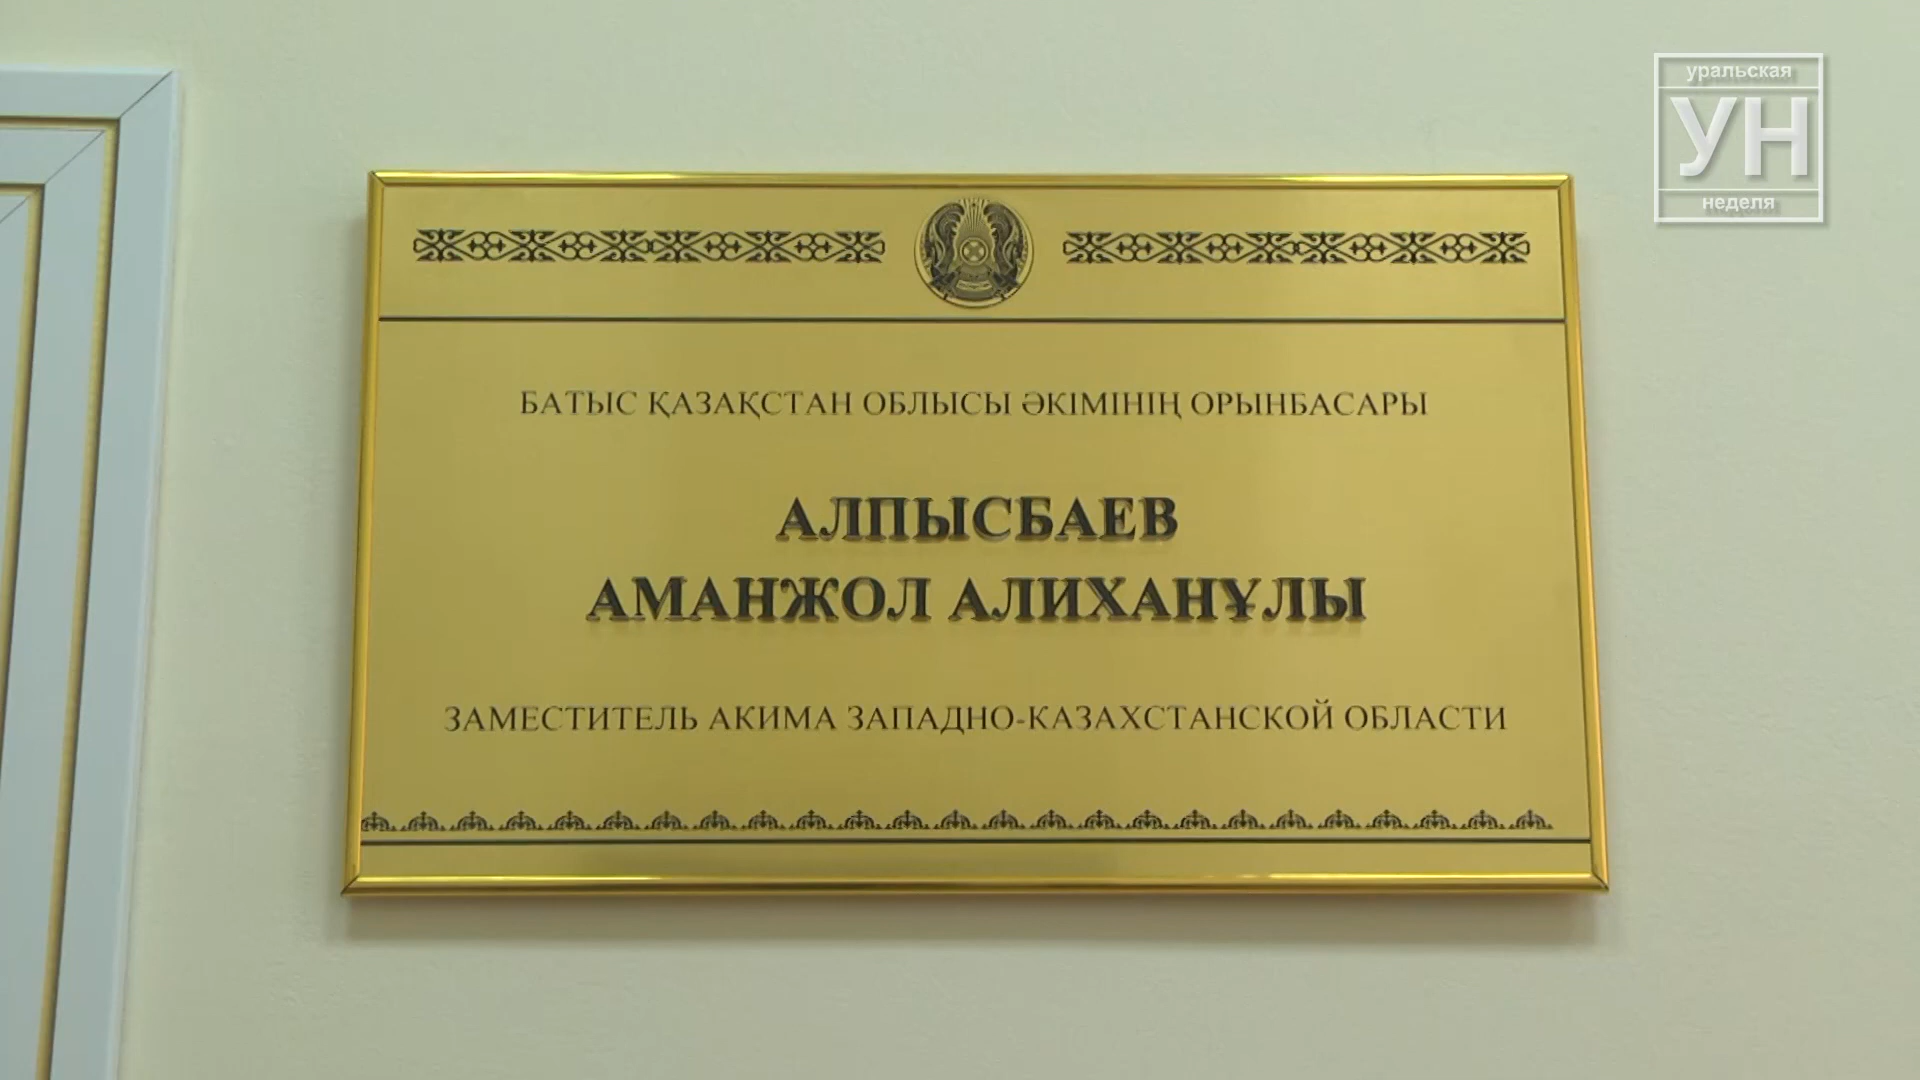 уральская
УН
неделя
БАТЫС ҚАЗАҚСТАН ОБЛЫСЫ ӘКІМІНІҢ ОРЫНБАСАРЫ
АЛПЫСБАЕВ
АМАНЖОЛ АЛИХАНҰЛЫ
ЗАМЕСТИТЕЛЬ АКИМА ЗАПАДНО-КАЗАХСТАНСКОЙ ОБЛАСТИ